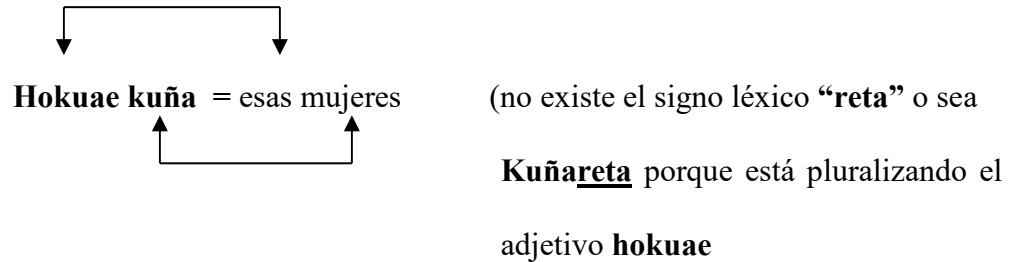 Hokuae kuña = esas mujeres (no existe el signo léxico “reta” o sea
Kuñareta porque está pluralizando el
adjetivo hokuae